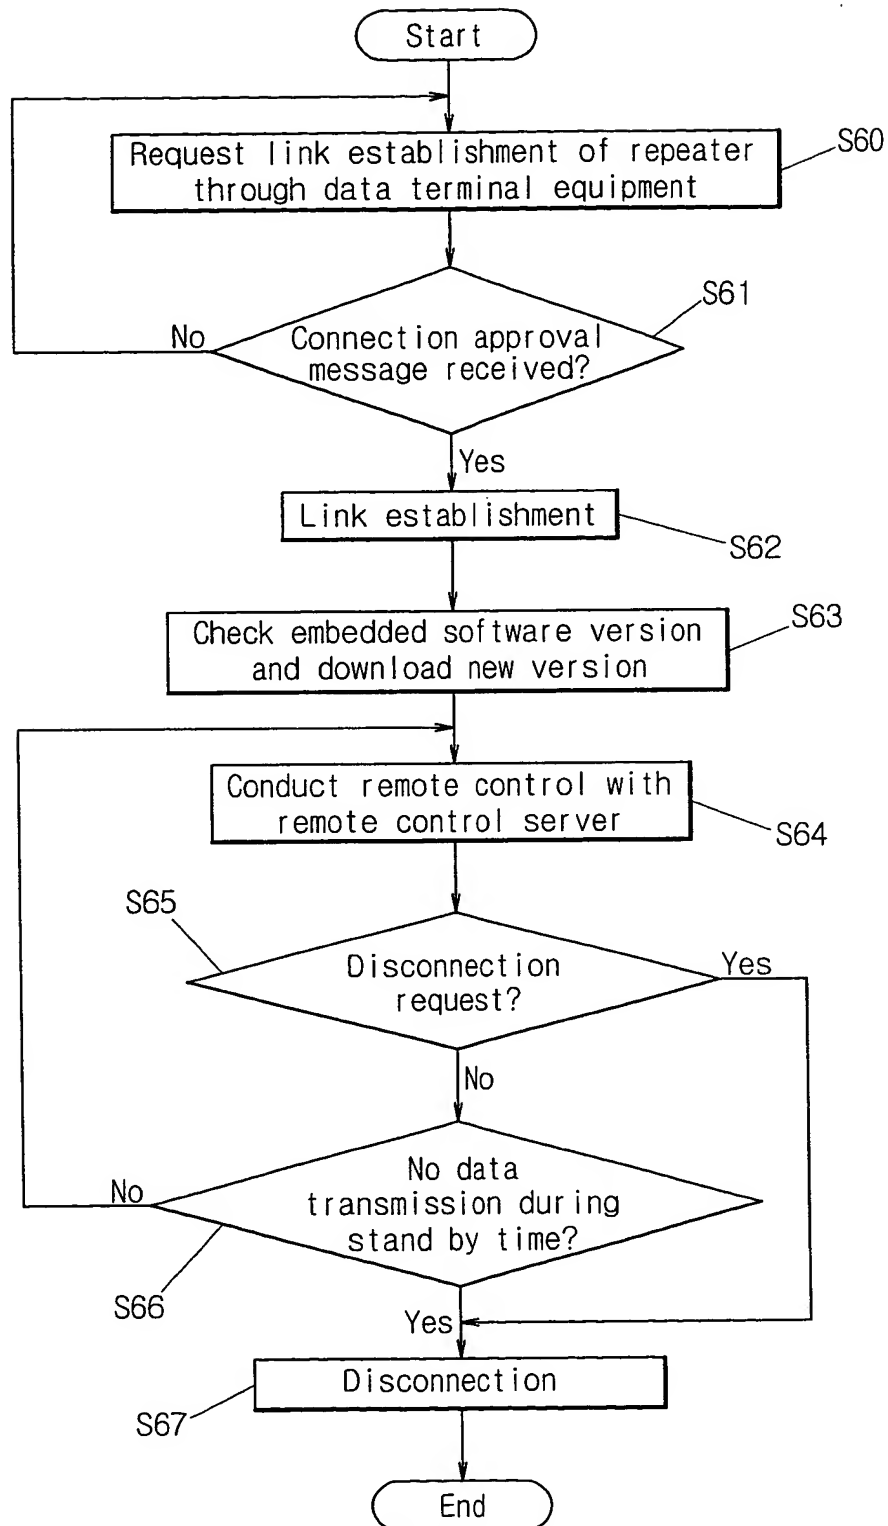 Start
Request link establishment of repeater
through data terminal equipment
S60
S61
Connection approval
message received?
No
Yes
Link establishment
S62
Check embedded software version
and download new version
S63
Conduct remote control with
remote control server
S64
S65
Disconnection
request?
Yes
No
No data
transmission during
stand by time?
No
S66
Yes
Disconnection
S67
End